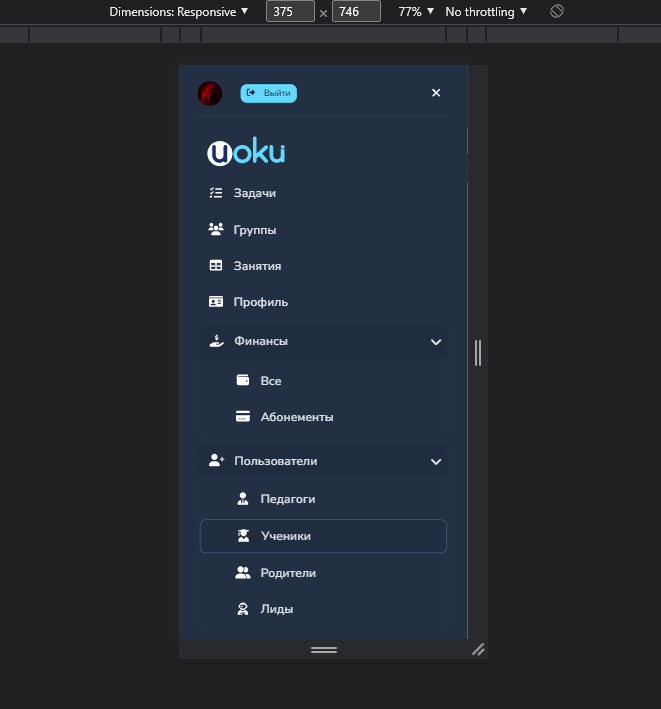 Dimensions: Responsive 375 × 746 77% No throttling
Выйти
uoku
Задачи
Группы
Занятия
Профиль
Финансы
Все
Абонементы
Пользователи
Педагоги
Ученики
Родители
Лиды